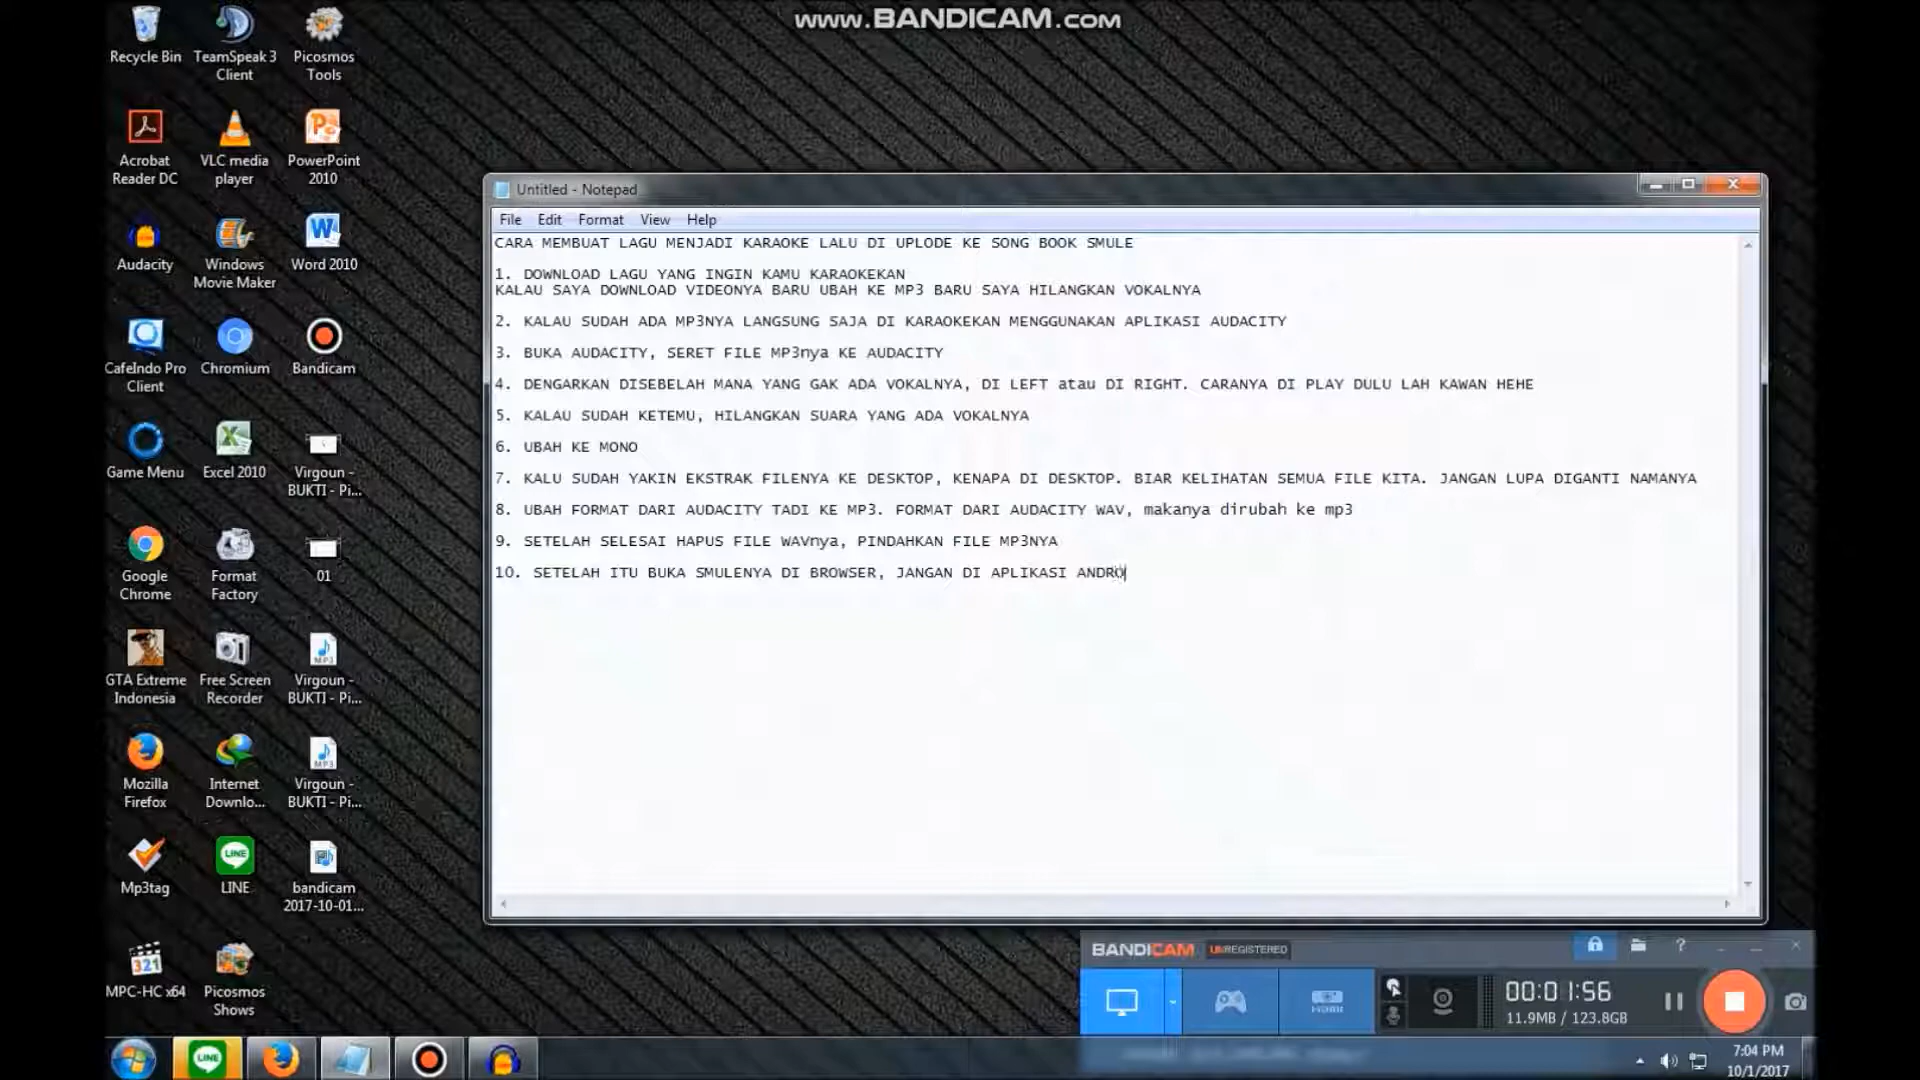 www.BANDICAM.com
Recycle Bin
TeamSpeak 3 Client
Picosmos Tools
Acrobat Reader DC
VLC media player
PowerPoint 2010
Audacity
Windows Movie Maker
Word 2010
CafeIndo Pro Client
Chromium
Bandicam
Game Menu
Excel 2010
Virgoun - BUKTI - Pi...
Google Chrome
Format Factory
01
GTA Extreme Indonesia
Free Screen Recorder
Virgoun - BUKTI - Pi...
Mozilla Firefox
Internet Downlo...
Virgoun - BUKTI - Pi...
Mp3tag
LINE
bandicam 2017-10-01...
MPC-HC x64
Picosmos Shows
Untitled - Notepad
File Edit Format View Help
CARA MEMBUAT LAGU MENJADI KARAOKE LALU DI UPLODE KE SONG BOOK SMULE
1. DOWNLOAD LAGU YANG INGIN KAMU KARAOKEKAN
KALAU SAYA DOWNLOAD VIDEONYA BARU UBAH KE MP3 BARU SAYA HILANGKAN VOKALNYA
2. KALAU SUDAH ADA MP3NYA LANGSUNG SAJA DI KARAOKEKAN MENGGUNAKAN APLIKASI AUDACITY
3. BUKA AUDACITY, SERET FILE MP3nya KE AUDACITY
4. DENGARKAN DISEBELAH MANA YANG GAK ADA VOKALNYA, DI LEFT atau DI RIGHT. CARANYA DI PLAY DULU LAH KAWAN HEHE
5. KALAU SUDAH KETEMU, HILANGKAN SUARA YANG ADA VOKALNYA
6. UBAH KE MONO
7. KALU SUDAH YAKIN EKSTRAK FILENYA KE DESKTOP, KENAPA DI DESKTOP. BIAR KELIHATAN SEMUA FILE KITA. JANGAN LUPA DIGANTI NAMANYA
8. UBAH FORMAT DARI AUDACITY TADI KE MP3. FORMAT DARI AUDACITY WAV, makanya dirubah ke mp3
9. SETELAH SELESAI HAPUS FILE WAVnya, PINDAHKAN FILE MP3NYA
10. SETELAH ITU BUKA SMULENYA DI BROWSER, JANGAN DI APLIKASI ANDRO
BANDICAM UNREGISTERED
HDMI
00:01:56
11.9MB / 123.8GB
7:04 PM
10/1/2017